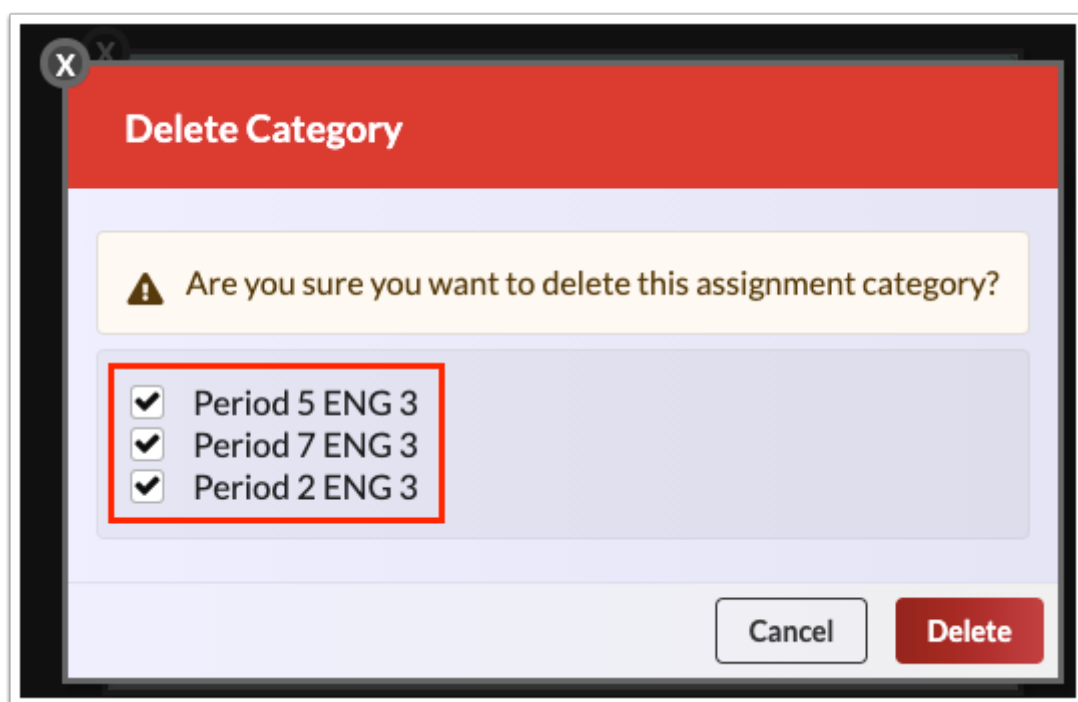 X X
Delete Category
Are you sure you want to delete this assignment category?
Period 5 ENG 3
Period 7 ENG 3
Period 2 ENG 3
Cancel Delete